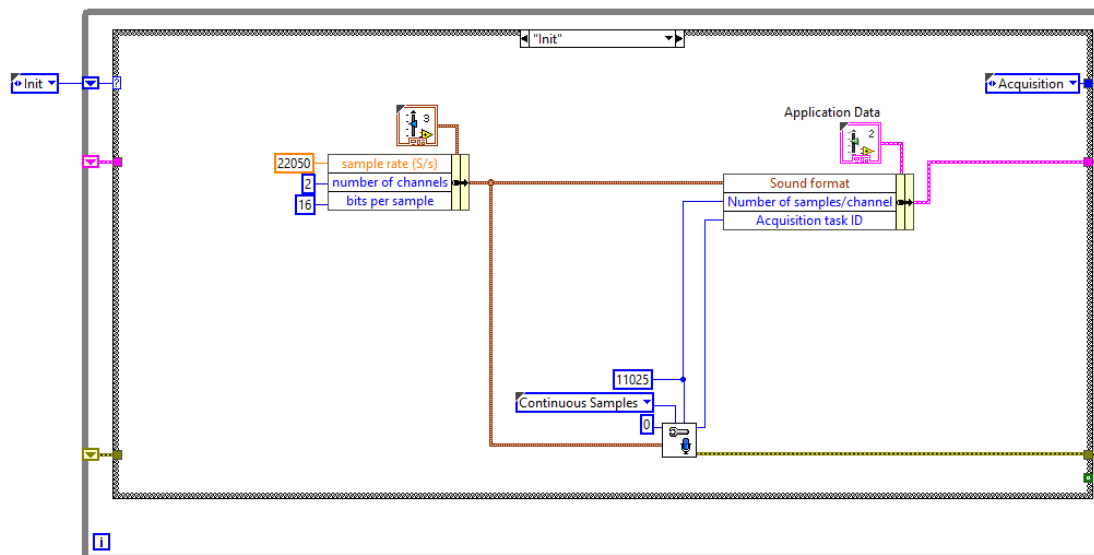 "Init"
Init
?
Acquisition
3
Application Data
2
22050
sample rate (S/s)
2
number of channels
16
bits per sample
Sound format
Number of samples/channel
Acquisition task ID
11025
Continuous Samples
0
i